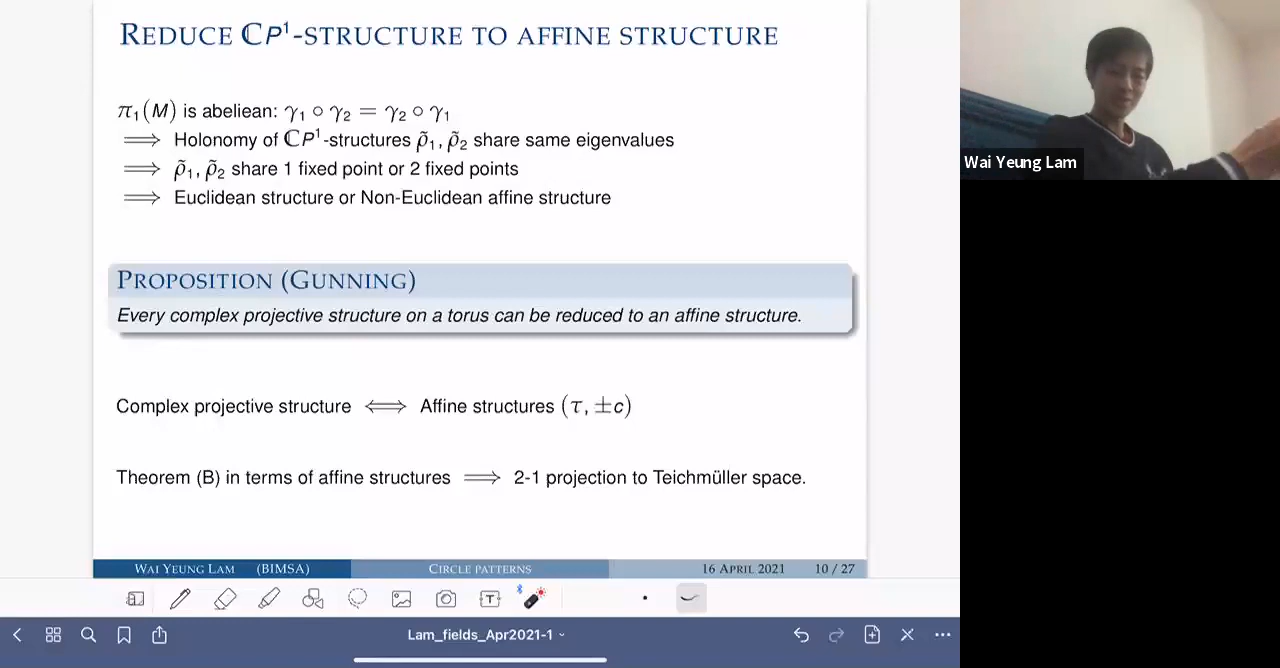 REDUCE ℂP¹-STRUCTURE TO AFFINE STRUCTURE
π₁(M) is abeliean: γ₁ ∘ γ₂ = γ₂ ∘ γ₁
⟹ Holonomy of ℂP¹-structures ρ̃₁, ρ̃₂ share same eigenvalues
⟹ ρ̃₁, ρ̃₂ share 1 fixed point or 2 fixed points
⟹ Euclidean structure or Non-Euclidean affine structure
PROPOSITION (GUNNING)
Every complex projective structure on a torus can be reduced to an affine structure.
Complex projective structure ⟺ Affine structures (τ, ±c)
Theorem (B) in terms of affine structures ⟹ 2-1 projection to Teichmüller space.
WAI YEUNG LAM (BIMSA) CIRCLE PATTERNS 16 APRIL 2021 10 / 27
Lam_fields_Apr2021-1
Wai Yeung Lam